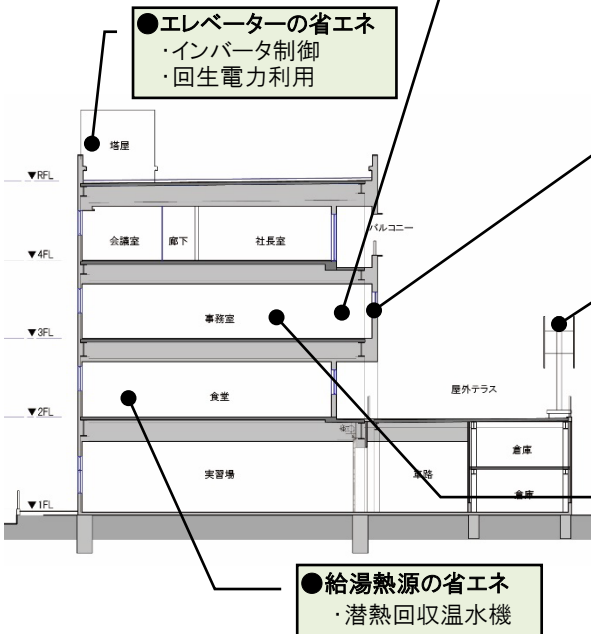 ●エレベーターの省エネ
・インバータ制御
・回生電力利用
塔屋
▼RFL
会議室
廊下
社長室
バルコニー
▼4FL
事務室
▼3FL
食堂
屋外テラス
▼2FL
実習場
車路
倉庫
倉庫
▼1FL
●給湯熱源の省エネ
・潜熱回収温水機